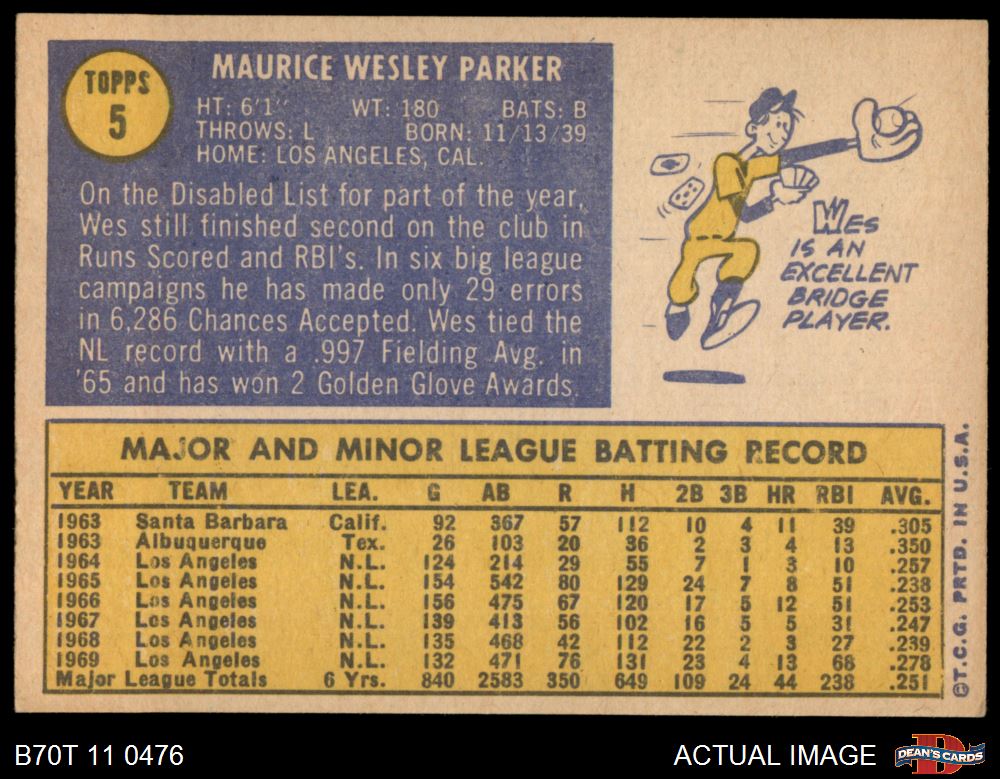 TOPPS
5
MAURICE WESLEY PARKER
HT: 6'1" WT: 180 BATS: B
THROWS: L BORN: 11/13/39
HOME: LOS ANGELES, CAL.
On the Disabled List for part of the year,
Wes still finished second on the club in
Runs Scored and RBI's. In six big league
campaigns he has made only 29 errors
in 6,286 Chances Accepted. Wes tied the
NL record with a .997 Fielding Avg. in
'65 and has won 2 Golden Glove Awards.
WES
IS AN
EXCELLENT
BRIDGE
PLAYER.
MAJOR AND MINOR LEAGUE BATTING RECORD
YEAR TEAM LEA. G AB R H 2B 3B HR RBI AVG.
1963 Santa Barbara Calif. 92 367 57 112 10 4 11 39 .305
1963 Albuquerque Tex. 26 103 20 36 2 3 4 13 .350
1964 Los Angeles N.L. 124 214 29 55 7 1 3 10 .257
1965 Los Angeles N.L. 154 542 80 129 24 7 8 51 .238
1966 Los Angeles N.L. 156 475 67 120 17 5 12 51 .253
1967 Los Angeles N.L. 139 413 56 102 16 5 5 31 .247
1968 Los Angeles N.L. 135 468 42 112 22 2 3 27 .239
1969 Los Angeles N.L. 132 471 76 131 23 4 13 68 .278
Major League Totals 6 Yrs. 840 2583 350 649 109 24 44 238 .251
©T.C.G. PRTD. IN U.S.A.
B70T 11 0476
ACTUAL IMAGE
DEAN'S CARDS